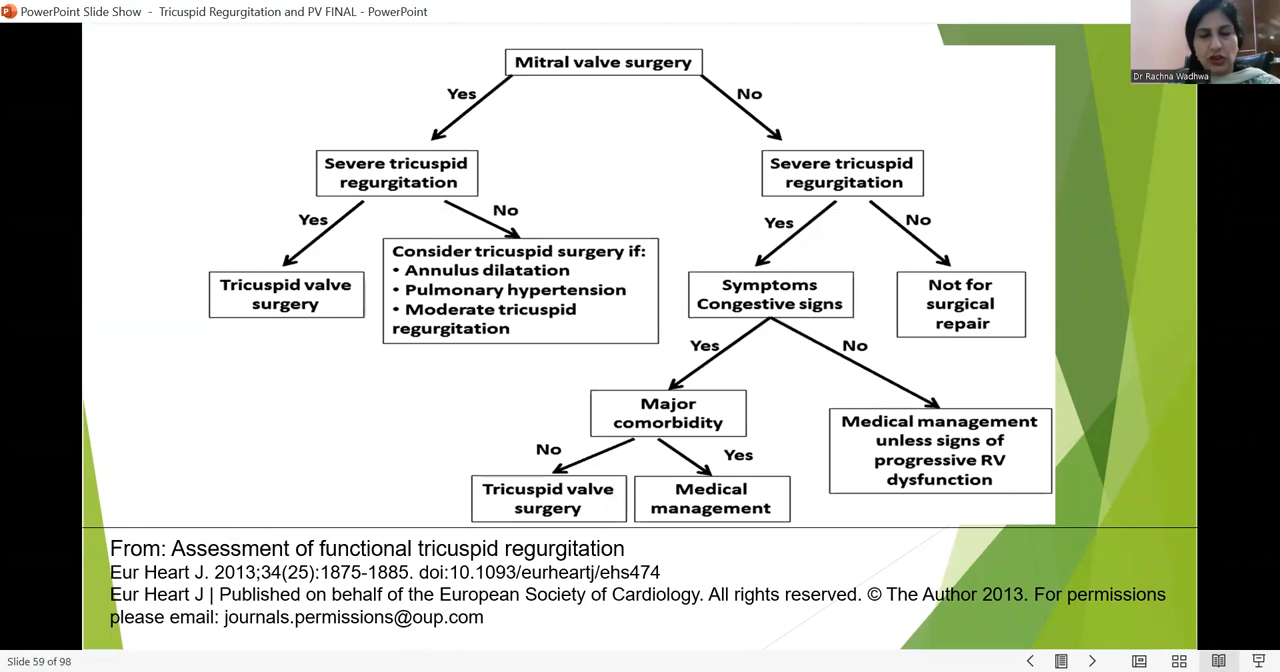 PowerPoint Slide Show - Tricuspid Regurgitation and PV FINAL - PowerPoint
Dr Rachna Wadhwa
Mitral valve surgery
Yes
No
Severe tricuspid
regurgitation
Severe tricuspid
regurgitation
Yes
No
Yes
No
Tricuspid valve
surgery
Consider tricuspid surgery if:
• Annulus dilatation
• Pulmonary hypertension
• Moderate tricuspid
regurgitation
Symptoms
Congestive signs
Not for
surgical
repair
Yes
No
Major
comorbidity
Medical management
unless signs of
progressive RV
dysfunction
No
Yes
Tricuspid valve
surgery
Medical
management
From: Assessment of functional tricuspid regurgitation
Eur Heart J. 2013;34(25):1875-1885. doi:10.1093/eurheartj/ehs474
Eur Heart J | Published on behalf of the European Society of Cardiology. All rights reserved. © The Author 2013. For permissions
please email: journals.permissions@oup.com
Slide 59 of 98